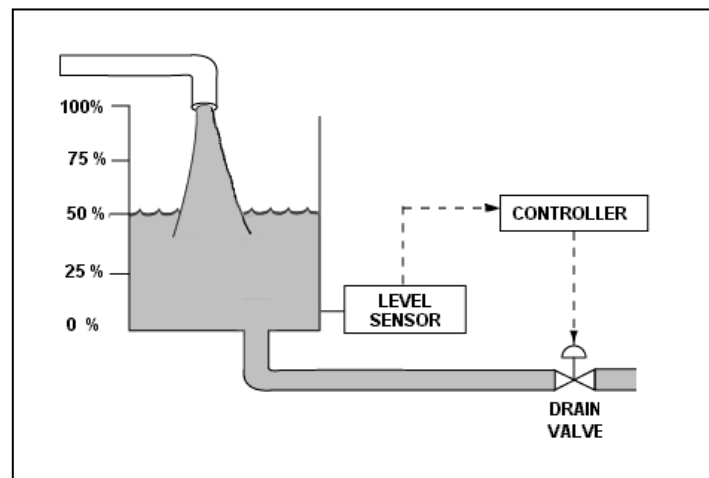 100%
75 %
50 %
25 %
0 %
CONTROLLER
LEVEL
SENSOR
DRAIN
VALVE